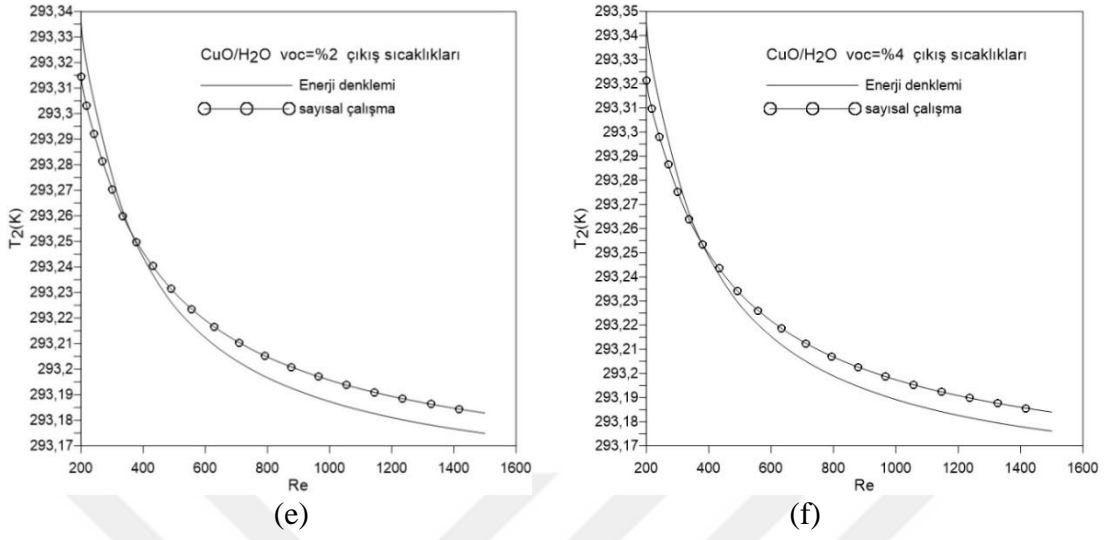 293,34
293,33
293,32
293,31
293,3
293,29
293,28
293,27
293,26
293,25
293,24
293,23
293,22
293,21
293,2
293,19
293,18
293,17
T2(K)
CuO/H2O voc=%2 çıkış sıcaklıkları
Enerji denklemi
sayısal çalışma
200 400 600 800 1000 1200 1400 1600
Re
(e)
293,35
293,34
293,33
293,32
293,31
293,3
293,29
293,28
293,27
293,26
293,25
293,24
293,23
293,22
293,21
293,2
293,19
293,18
293,17
T2(K)
CuO/H2O voc=%4 çıkış sıcaklıkları
Enerji denklemi
sayısal çalışma
200 400 600 800 1000 1200 1400 1600
Re
(f)